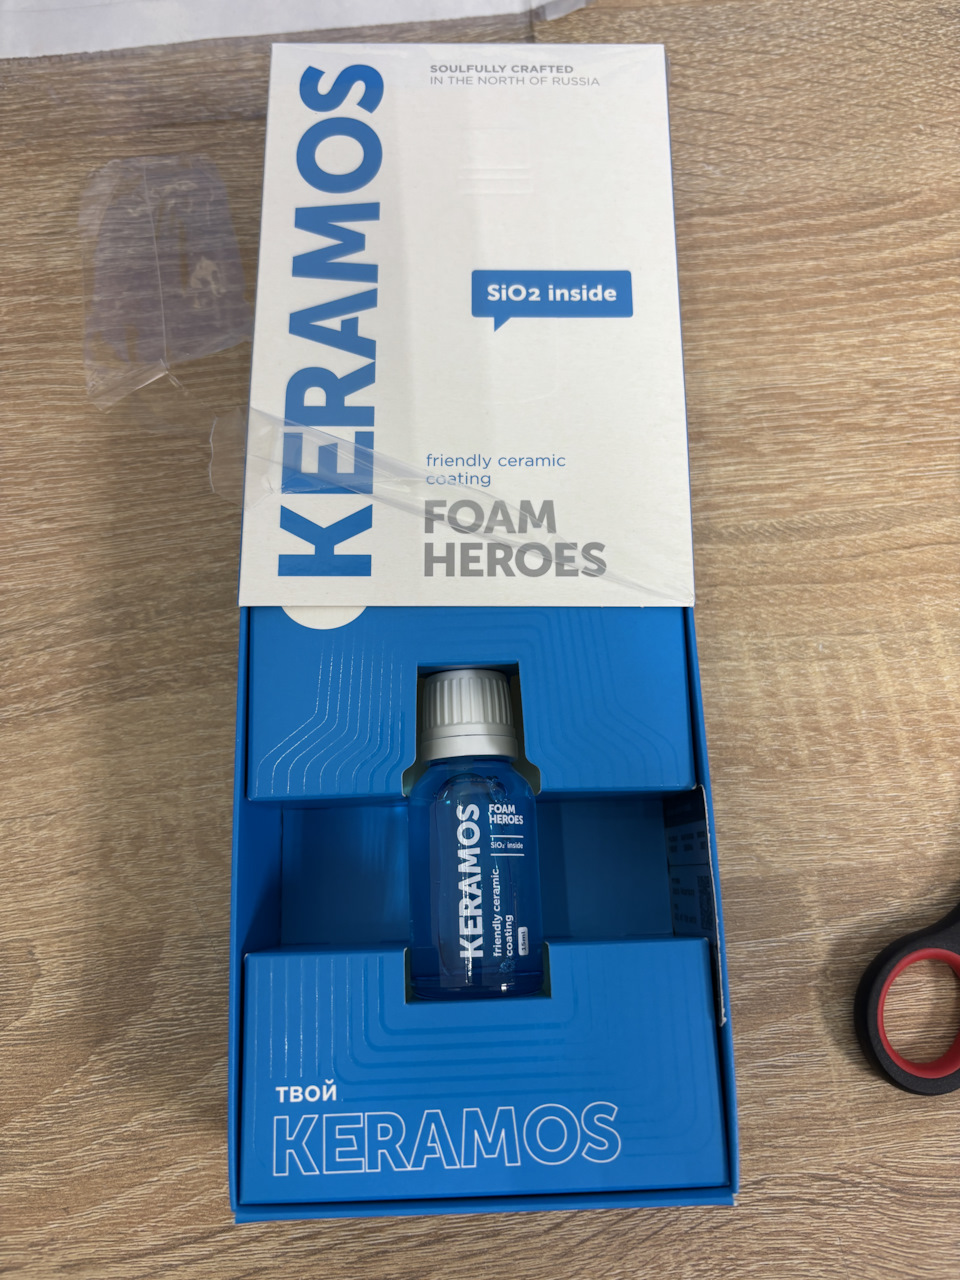 KERAMOS
SOULFULLY CRAFTED
IN THE NORTH OF RUSSIA
SiO2 inside
friendly ceramic
coating
FOAM
HEROES
KERAMOS
FOAM
HEROES
SiO₂ inside
friendly ceramic
coating
ТВОЙ
KERAMOS